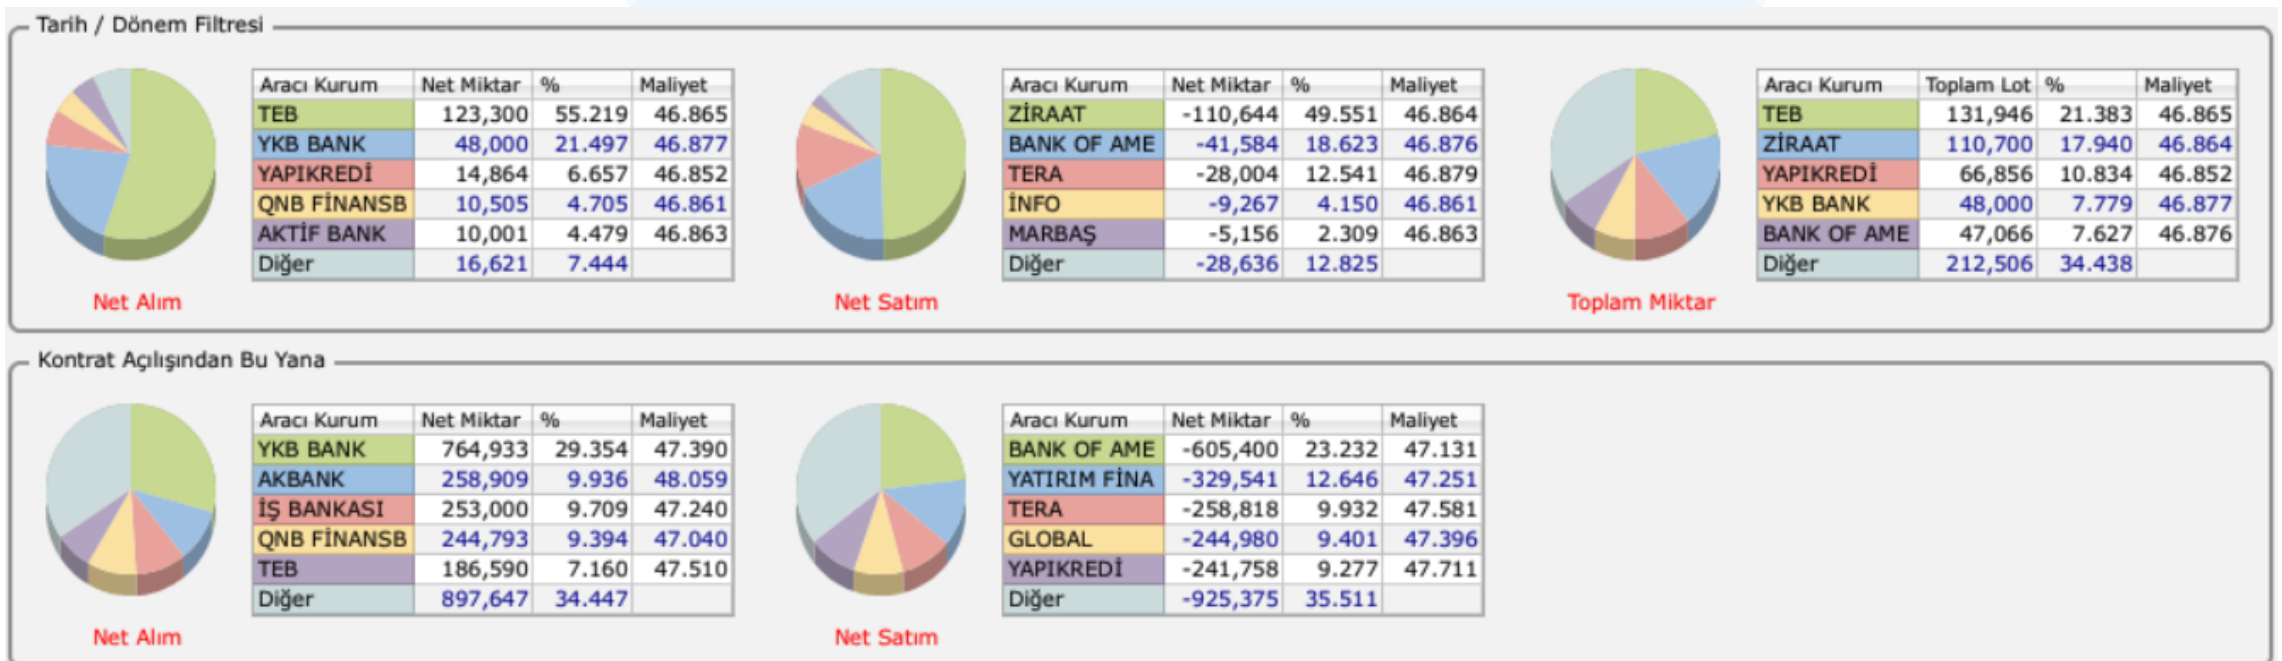 Tarih / Dönem Filtresi
Aracı Kurum Net Miktar % Maliyet
TEB 123,300 55.219 46.865
YKB BANK 48,000 21.497 46.877
YAPIKREDİ 14,864 6.657 46.852
QNB FİNANSB 10,505 4.705 46.861
AKTİF BANK 10,001 4.479 46.863
Diğer 16,621 7.444
Net Alım
Aracı Kurum Net Miktar % Maliyet
ZİRAAT -110,644 49.551 46.864
BANK OF AME -41,584 18.623 46.876
TERA -28,004 12.541 46.879
İNFO -9,267 4.150 46.861
MARBAŞ -5,156 2.309 46.863
Diğer -28,636 12.825
Net Satım
Aracı Kurum Toplam Lot % Maliyet
TEB 131,946 21.383 46.865
ZİRAAT 110,700 17.940 46.864
YAPIKREDİ 66,856 10.834 46.852
YKB BANK 48,000 7.779 46.877
BANK OF AME 47,066 7.627 46.876
Diğer 212,506 34.438
Toplam Miktar
Kontrat Açılışından Bu Yana
Aracı Kurum Net Miktar % Maliyet
YKB BANK 764,933 29.354 47.390
AKBANK 258,909 9.936 48.059
İŞ BANKASI 253,000 9.709 47.240
QNB FİNANSB 244,793 9.394 47.040
TEB 186,590 7.160 47.510
Diğer 897,647 34.447
Net Alım
Aracı Kurum Net Miktar % Maliyet
BANK OF AME -605,400 23.232 47.131
YATIRIM FİNA -329,541 12.646 47.251
TERA -258,818 9.932 47.581
GLOBAL -244,980 9.401 47.396
YAPIKREDİ -241,758 9.277 47.711
Diğer -925,375 35.511
Net Satım